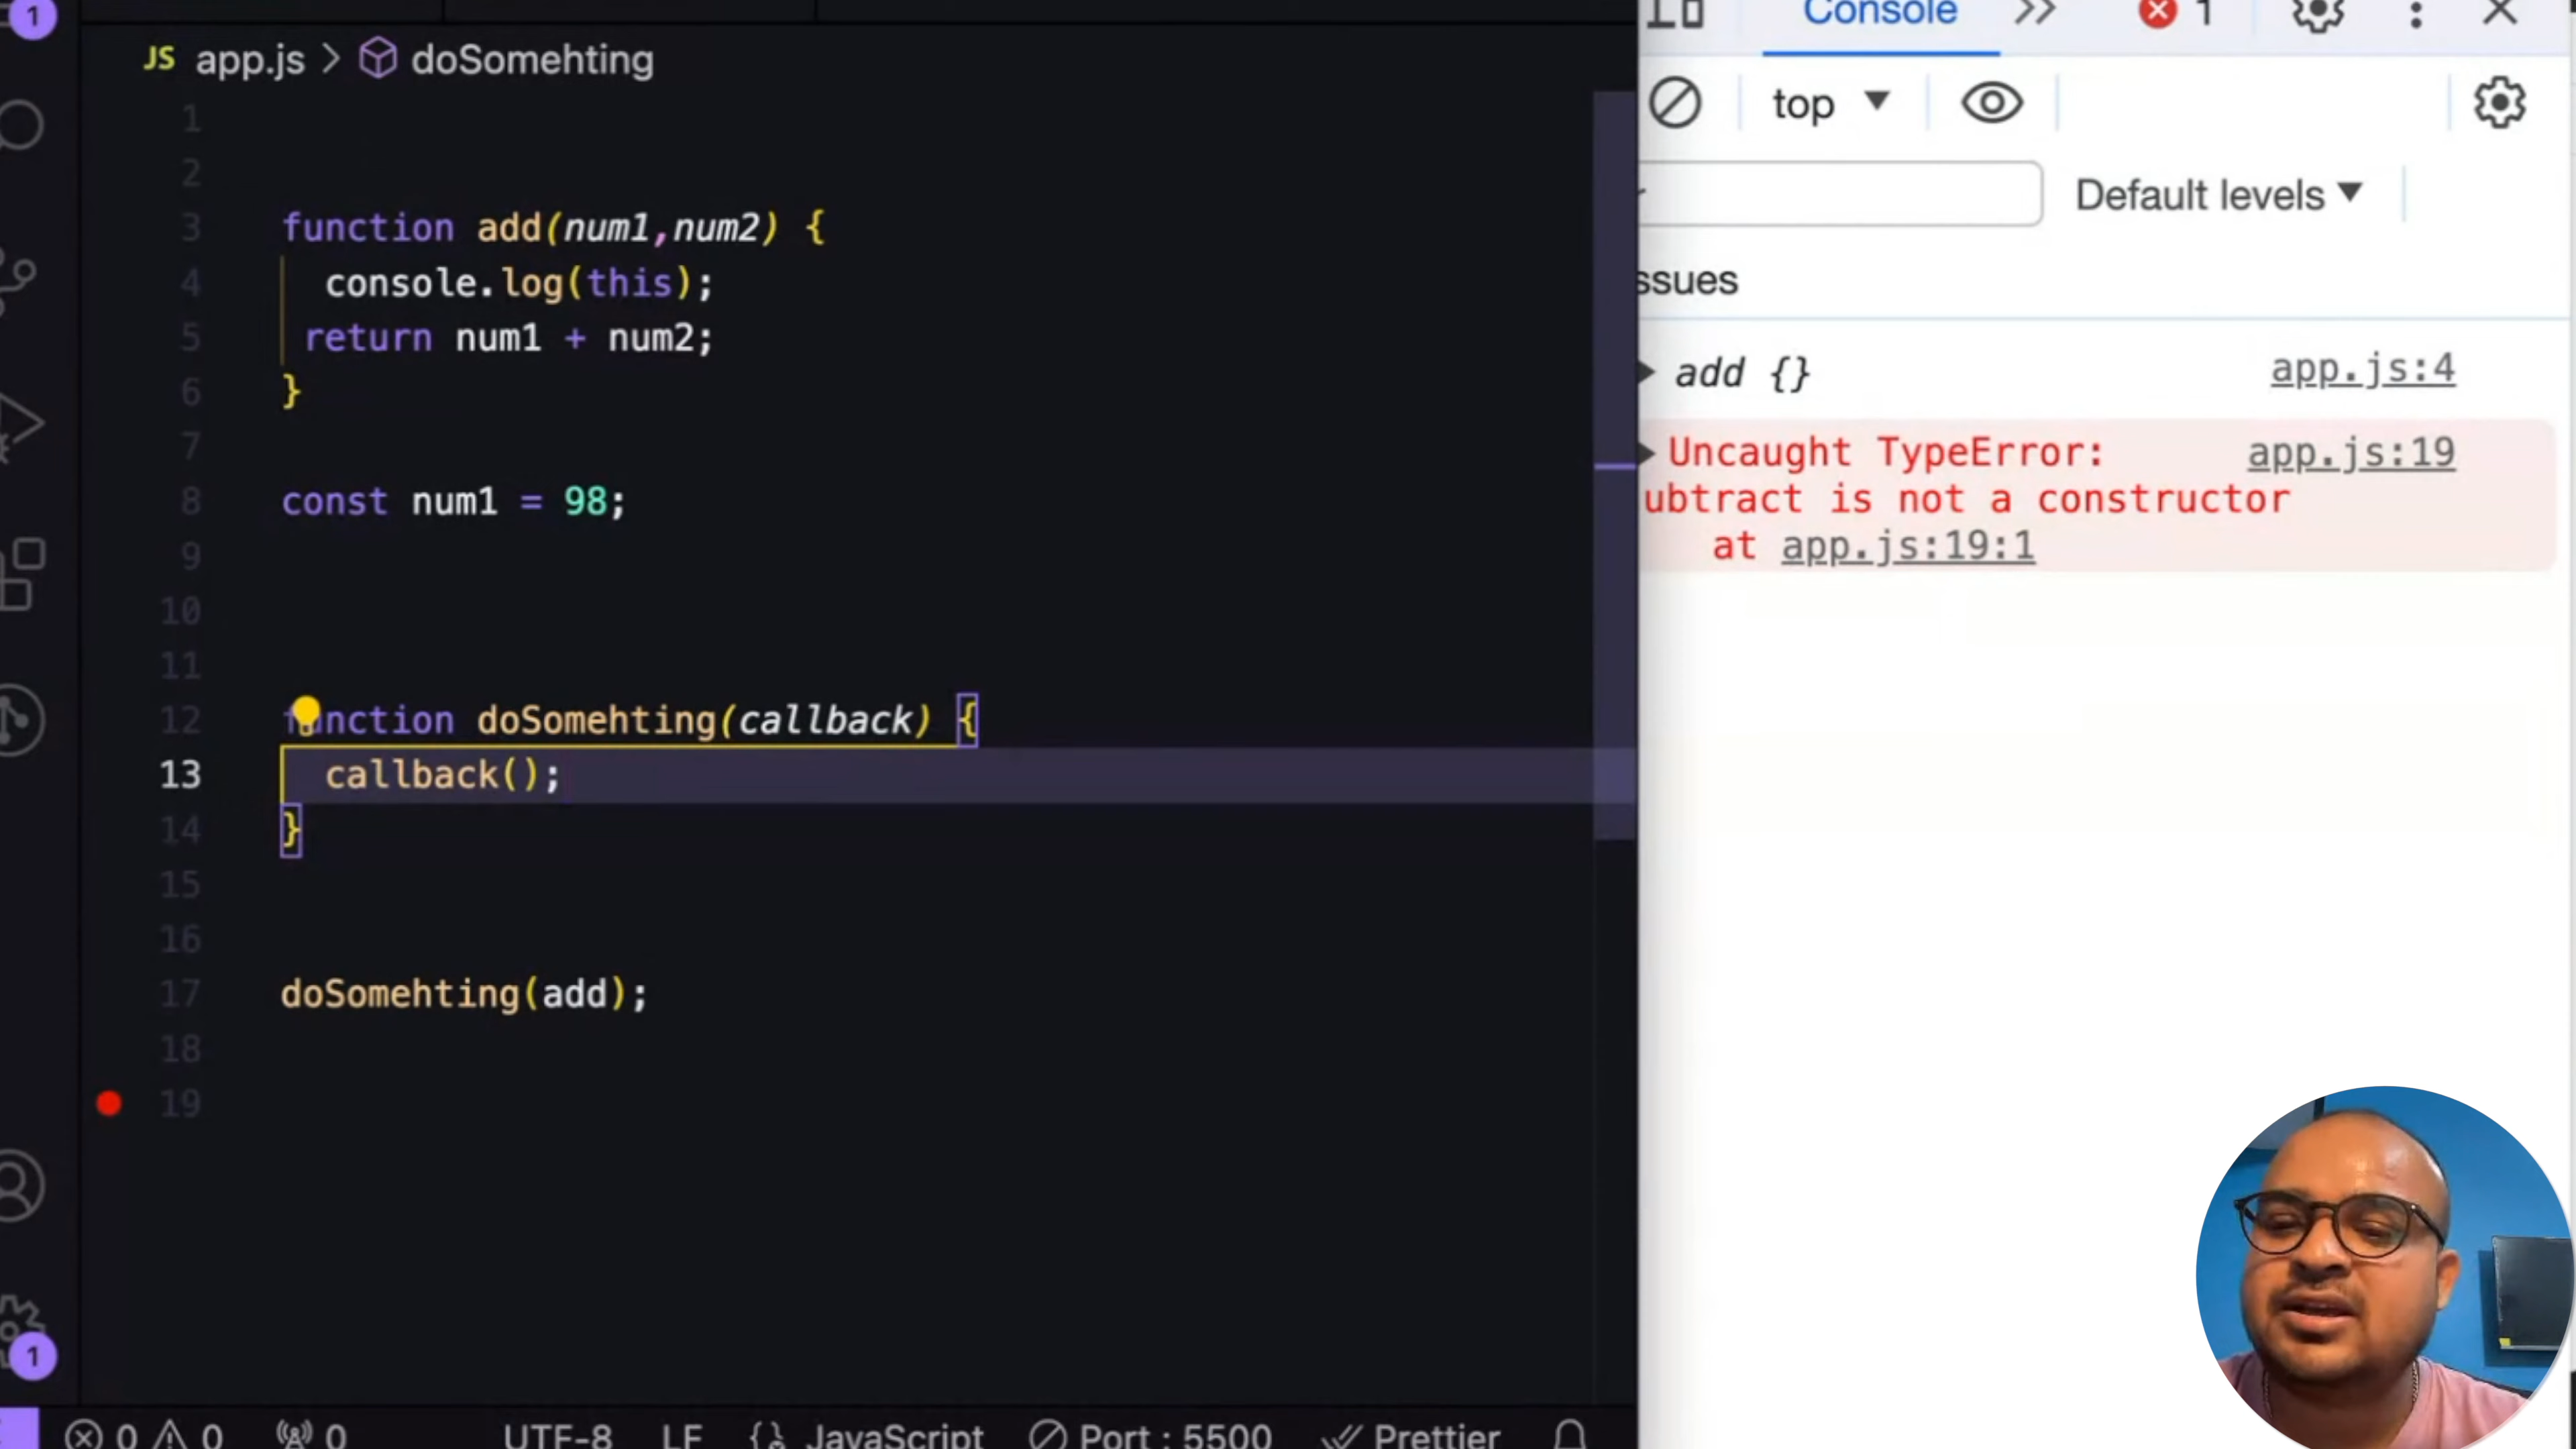 1
JS app.js > doSomehting
1
2
3 function add(num1,num2) {
4 console.log(this);
5 return num1 + num2;
6 }
7
8 const num1 = 98;
9
10
11
12 nction doSomehting(callback) {
13 callback();
14 }
15
16
17 doSomehting(add);
18
19
1
0 0 0 UTF-8 LF {} JavaScript Port : 5500 Prettier
Console 1
top
Default levels
ssues
add {} app.js:4
Uncaught TypeError: app.js:19
ubtract is not a constructor
at app.js:19:1